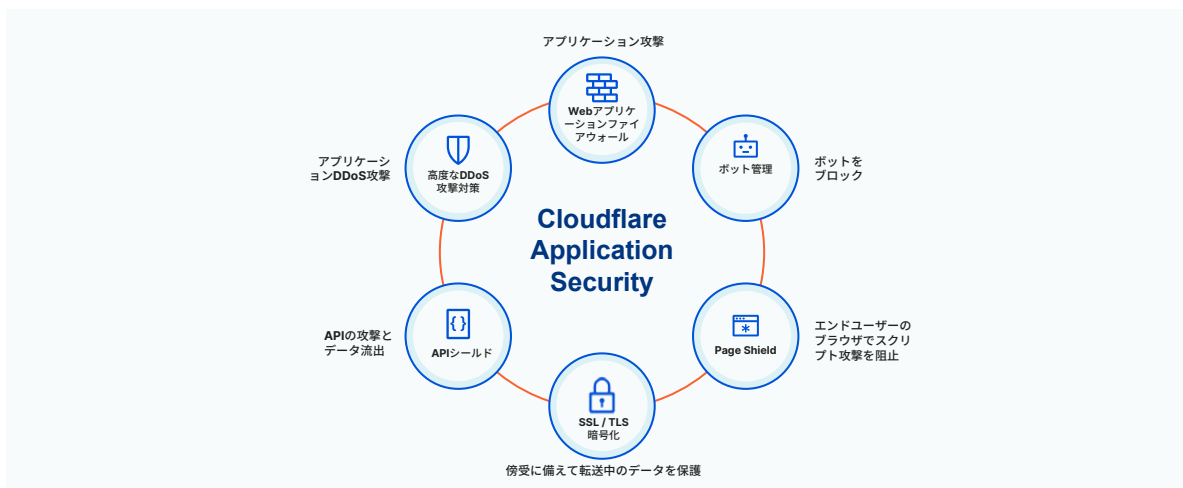 アプリケーション攻撃
Webアプリケ
ーションファイ
アウォール
ボット管理
ボットを
ブロック
アプリケーシ
ョンDDoS攻撃
高度なDDoS
攻撃対策
Cloudflare
Application
Security
APIの攻撃と
データ流出
{ }
APIシールド
Page Shield
エンドユーザーの
ブラウザでスクリ
プト攻撃を阻止
SSL / TLS
暗号化
傍受に備えて転送中のデータを保護